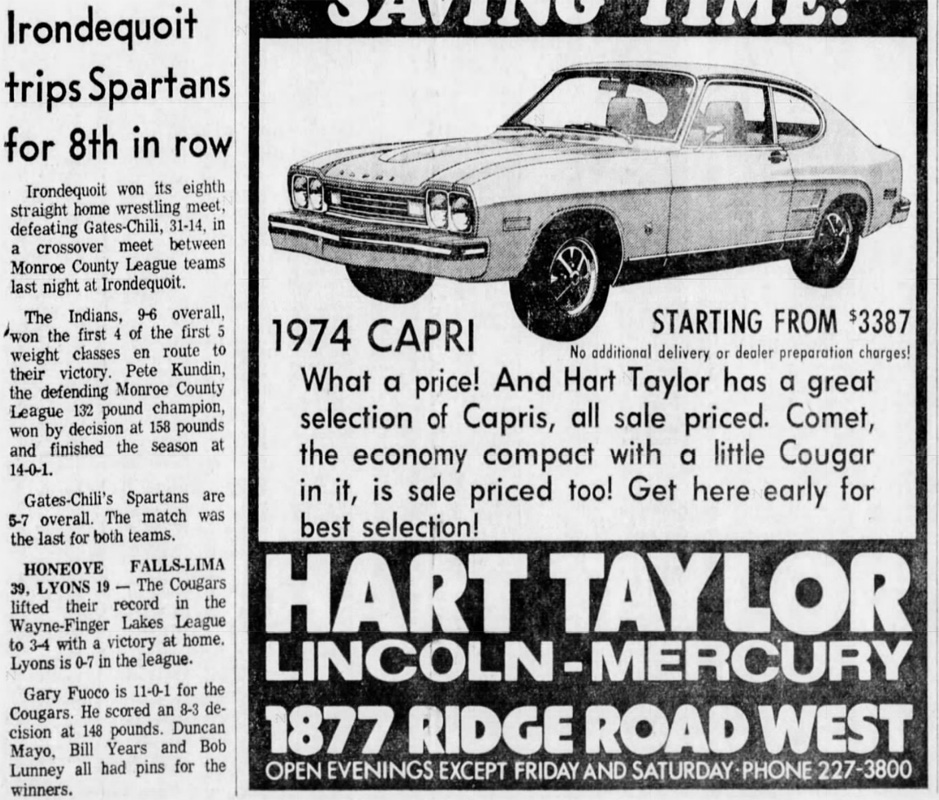 Irondequoit
trips Spartans
for 8th in row
Irondequoit won its eighth
straight home wrestling meet,
defeating Gates-Chili, 31-14, in
a crossover meet between
Monroe County League teams
last night at Irondequoit.
The Indians, 9-6 overall,
won the first 4 of the first 5
weight classes en route to
their victory. Pete Kundin,
the defending Monroe County
League 132 pound champion,
won by decision at 158 pounds
and finished the season at
14-0-1.
Gates-Chili's Spartans are
5-7 overall. The match was
the last for both teams.
HONEOYE FALLS-LIMA
39, LYONS 19 — The Cougars
lifted their record in the
Wayne-Finger Lakes League
to 3-4 with a victory at home.
Lyons is 0-7 in the league.
Gary Fuoco is 11-0-1 for the
Cougars. He scored an 8-3 de-
cision at 148 pounds. Duncan
Mayo, Bill Years and Bob
Lunney all had pins for the
winners.
SAVING TIME!
CAPRI
1974 CAPRI
STARTING FROM $3387
No additional delivery or dealer preparation charges!
What a price! And Hart Taylor has a great
selection of Capris, all sale priced. Comet,
the economy compact with a little Cougar
in it, is sale priced too! Get here early for
best selection!
HART TAYLOR
LINCOLN-MERCURY
1877 RIDGE ROAD WEST
OPEN EVENINGS EXCEPT FRIDAY AND SATURDAY·PHONE 227-3800